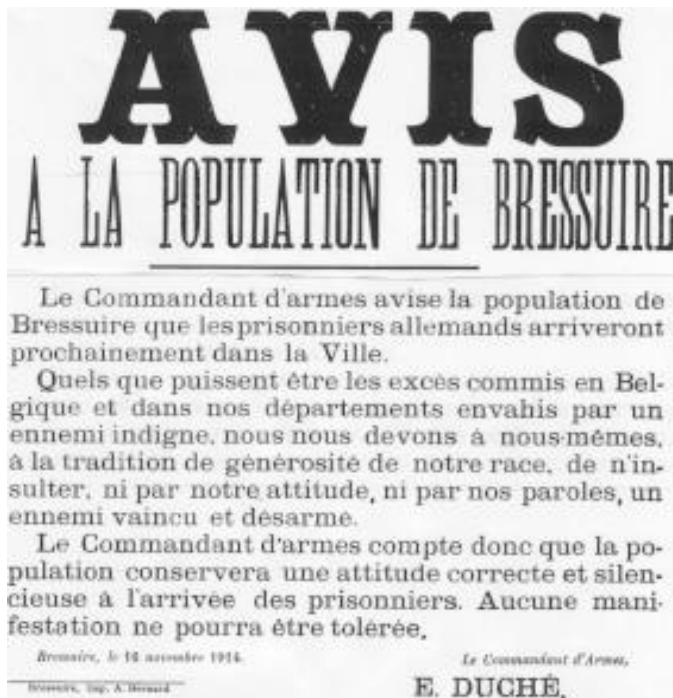 AVIS
A LA POPULATION DE BRESSUIRE
Le Commandant d'armes avise la population de
Bressuire que les prisonniers allemands arriveront
prochainement dans la Ville.
Quels que puissent être les excès commis en Bel-
gique et dans nos départements envahis par un
ennemi indigne, nous nous devons à nous-mêmes,
à la tradition de générosité de notre race, de n'in-
sulter, ni par notre attitude, ni par nos paroles, un
ennemi vaincu et désarmé.
Le Commandant d'armes compte donc que la po-
pulation conservera une attitude correcte et silen-
cieuse à l'arrivée des prisonniers. Aucune mani-
festation ne pourra être tolérée.
Bressuire, le 16 novembre 1914.
Le Commandant d'Armes,
E. DUCHÉ.
Bressuire, Imp. A.